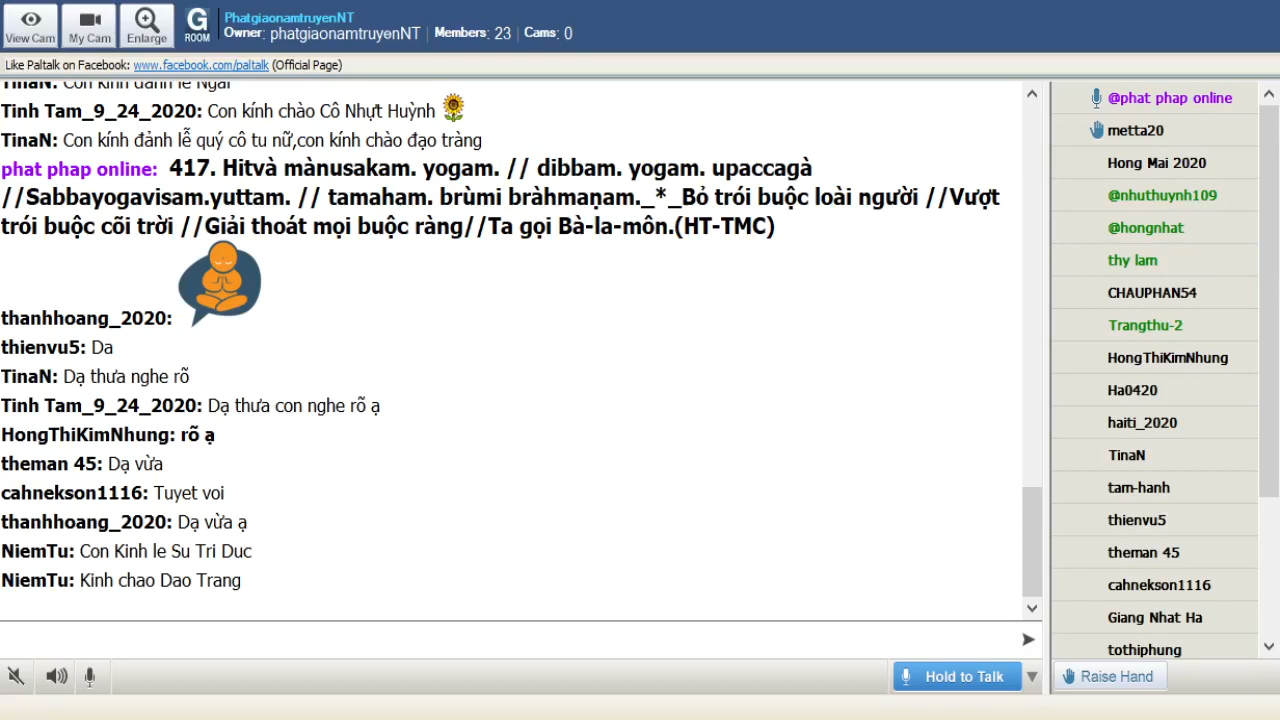 View Cam
My Cam
Enlarge
G
ROOM
PhatgiaonamtruyenNT
Owner: phatgiaonamtruyenNT | Members: 23 | Cams: 0
Like Paltalk on Facebook: www.facebook.com/paltalk (Official Page)
TinaN: Con kính đảnh lễ Ngài
Tinh Tam_9_24_2020: Con kính chào Cô Nhựt Huỳnh
TinaN: Con kính đảnh lễ quý cô tu nữ,con kính chào đạo tràng
phat phap online: 417. Hitvà mànusakam. yogam. // dibbam. yogam. upaccagà
//Sabbayogavisam.yuttam. // tamaham. brùmi bràhmaṇam._*_Bỏ trói buộc loài người //Vượt
trói buộc cõi trời //Giải thoát mọi buộc ràng//Ta gọi Bà-la-môn.(HT-TMC)
thanhhoang_2020:
thienvu5: Da
TinaN: Dạ thưa nghe rõ
Tinh Tam_9_24_2020: Dạ thưa con nghe rõ ạ
HongThiKimNhung: rõ ạ
theman 45: Dạ vừa
cahnekson1116: Tuyet voi
thanhhoang_2020: Dạ vừa ạ
NiemTu: Con Kinh le Su Tri Duc
NiemTu: Kinh chao Dao Trang
Hold to Talk
@phat phap online
metta20
Hong Mai 2020
@nhuthuynh109
@hongnhat
thy lam
CHAUPHAN54
Trangthu-2
HongThiKimNhung
Ha0420
haiti_2020
TinaN
tam-hanh
thienvu5
theman 45
cahnekson1116
Giang Nhat Ha
tothiphung
Raise Hand